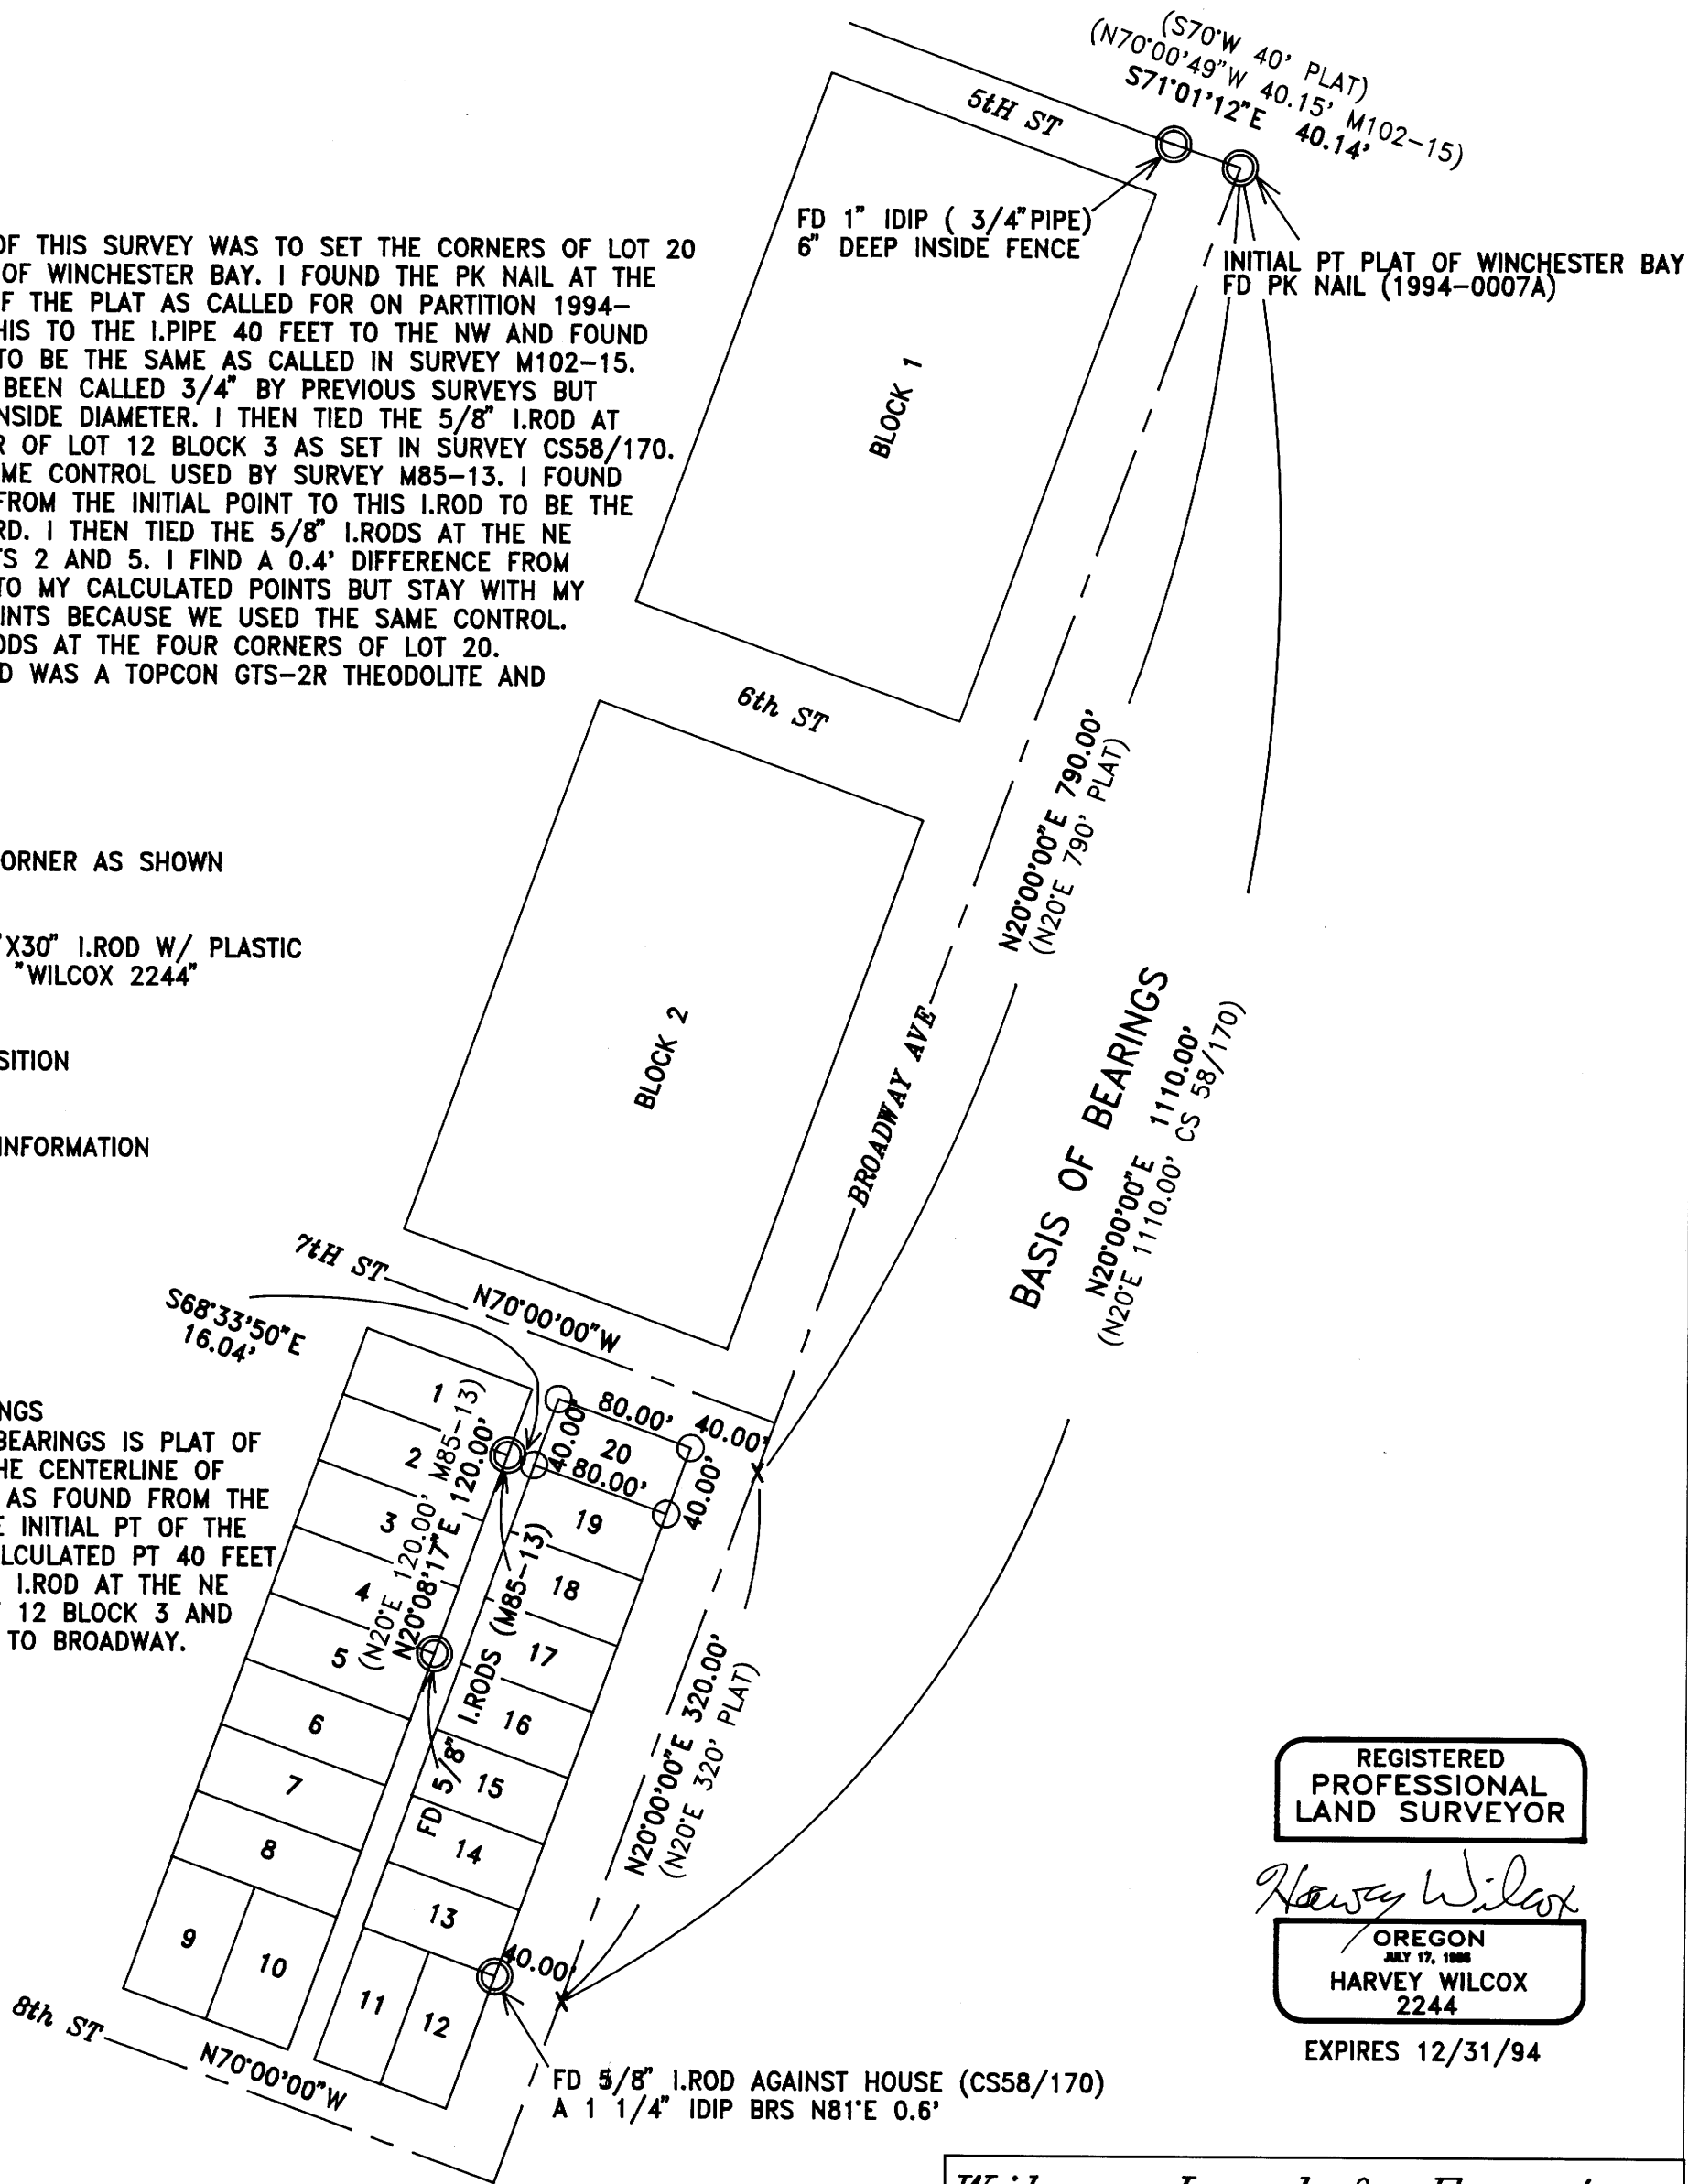 (S70°W 40' PLAT)
(N70°00'49"W 40.15' M102-15)
S71°01'12"E 40.14'
5tH ST
FD 1" IDIP ( 3/4"PIPE)
6" DEEP INSIDE FENCE
INITIAL PT PLAT OF WINCHESTER BAY
FD PK NAIL (1994-0007A)
OF THIS SURVEY WAS TO SET THE CORNERS OF LOT 20
OF WINCHESTER BAY. I FOUND THE PK NAIL AT THE
F THE PLAT AS CALLED FOR ON PARTITION 1994-
HIS TO THE I.PIPE 40 FEET TO THE NW AND FOUND
TO BE THE SAME AS CALLED IN SURVEY M102-15.
BEEN CALLED 3/4" BY PREVIOUS SURVEYS BUT
NSIDE DIAMETER. I THEN TIED THE 5/8" I.ROD AT
R OF LOT 12 BLOCK 3 AS SET IN SURVEY CS58/170.
ME CONTROL USED BY SURVEY M85-13. I FOUND
FROM THE INITIAL POINT TO THIS I.ROD TO BE THE
RD. I THEN TIED THE 5/8" I.RODS AT THE NE
TS 2 AND 5. I FIND A 0.4' DIFFERENCE FROM
TO MY CALCULATED POINTS BUT STAY WITH MY
INTS BECAUSE WE USED THE SAME CONTROL.
ODS AT THE FOUR CORNERS OF LOT 20.
D WAS A TOPCON GTS-2R THEODOLITE AND
BLOCK 1
6th ST
N20°00'00"E 790.00'
(N20°E 790' PLAT)
ORNER AS SHOWN
"X30" I.ROD W/ PLASTIC
"WILCOX 2244"
SITION
INFORMATION
BLOCK 2
BROADWAY AVE
BASIS OF BEARINGS
N20°00'00"E 1110.00'
(N20°E 1110.00' CS 58/170)
7tH ST
N70°00'00"W
S68°33'50"E
16.04'
NGS
BEARINGS IS PLAT OF
HE CENTERLINE OF
AS FOUND FROM THE
E INITIAL PT OF THE
LCULATED PT 40 FEET
I.ROD AT THE NE
T 12 BLOCK 3 AND
TO BROADWAY.
1
2
3
4
5
6
7
8
9
10
11
12
13
14
15
16
17
18
19
20
80.00'
40.00'
40.00'
80.00'
40.00'
(N20°E 120.00' M85-13)
N20°08'17"E 120.00'
FD 5/8" I.RODS (M85-13)
N20°00'00"E 320.00'
(N20°E 320' PLAT)
40.00'
8th ST
N70°00'00"W
FD 5/8" I.ROD AGAINST HOUSE (CS58/170)
A 1 1/4" IDIP BRS N81°E 0.6'
REGISTERED
PROFESSIONAL
LAND SURVEYOR
Harvey Wilcox
OREGON
JULY 17, 1986
HARVEY WILCOX
2244
EXPIRES 12/31/94